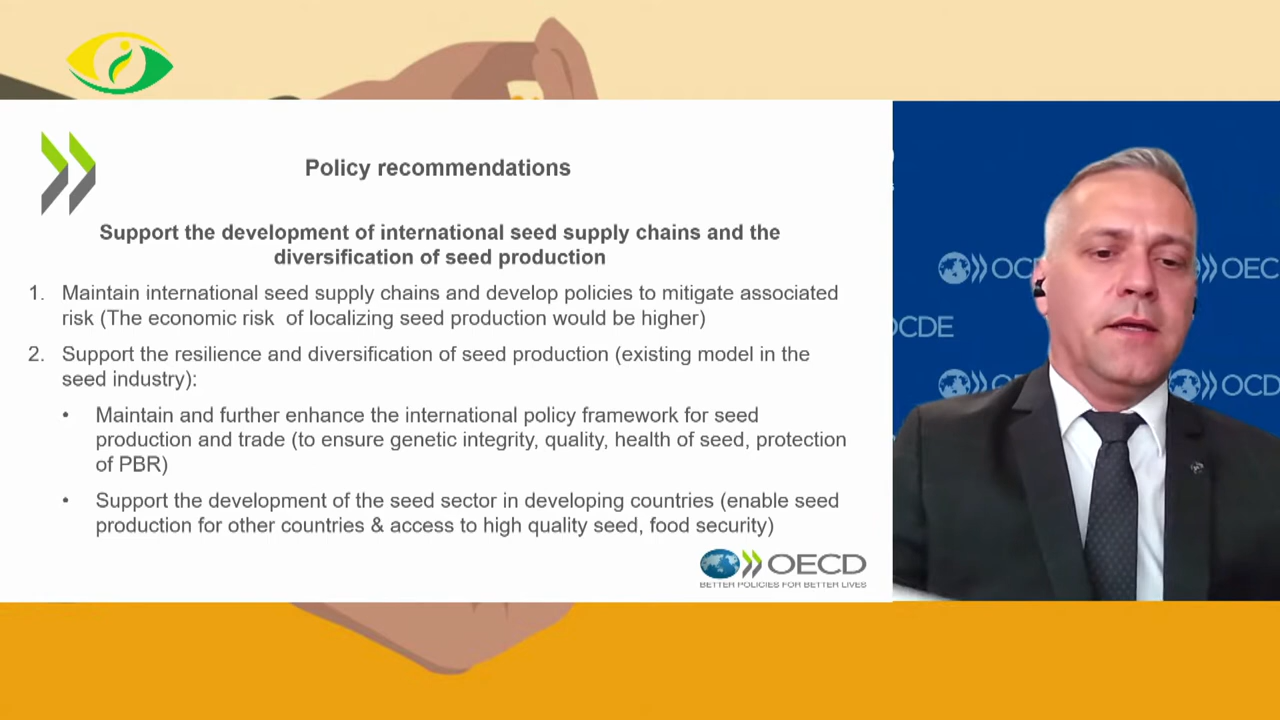 Policy recommendations
Support the development of international seed supply chains and the
diversification of seed production
1. Maintain international seed supply chains and develop policies to mitigate associated
risk (The economic risk of localizing seed production would be higher)
2. Support the resilience and diversification of seed production (existing model in the
seed industry):
• Maintain and further enhance the international policy framework for seed
production and trade (to ensure genetic integrity, quality, health of seed, protection
of PBR)
• Support the development of the seed sector in developing countries (enable seed
production for other countries & access to high quality seed, food security)
OECD
BETTER POLICIES FOR BETTER LIVES
OEC
OCDE
OCD